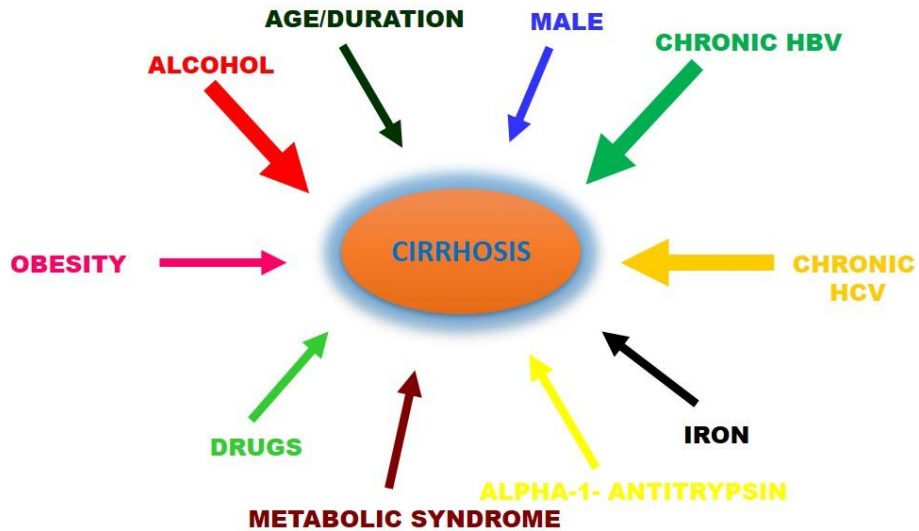 AGE/DURATION
MALE
CHRONIC HBV
ALCOHOL
CIRRHOSIS
OBESITY
CHRONIC
HCV
DRUGS
IRON
ALPHA-1- ANTITRYPSIN
METABOLIC SYNDROME